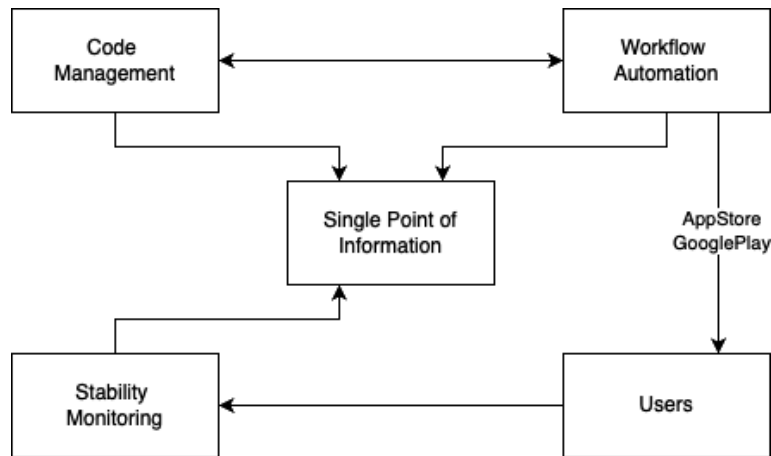 Code
Management
Workflow
Automation
Single Point of
Information
AppStore
GooglePlay
Stability
Monitoring
Users